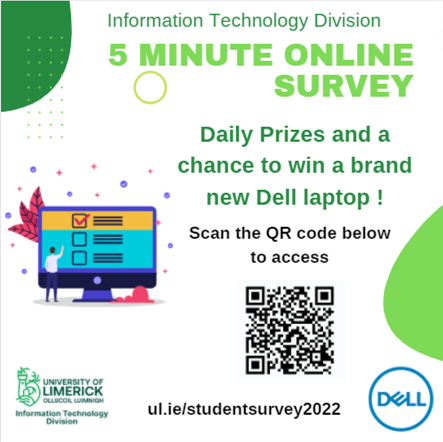 Information Technology Division
5 MINUTE ONLINE
SURVEY
Daily Prizes and a
chance to win a brand
new Dell laptop !
Scan the QR code below
to access
UNIVERSITY OF
LIMERICK
OLLSCOIL LUIMNIGH
Information Technology
Division
ul.ie/studentsurvey2022
DELL